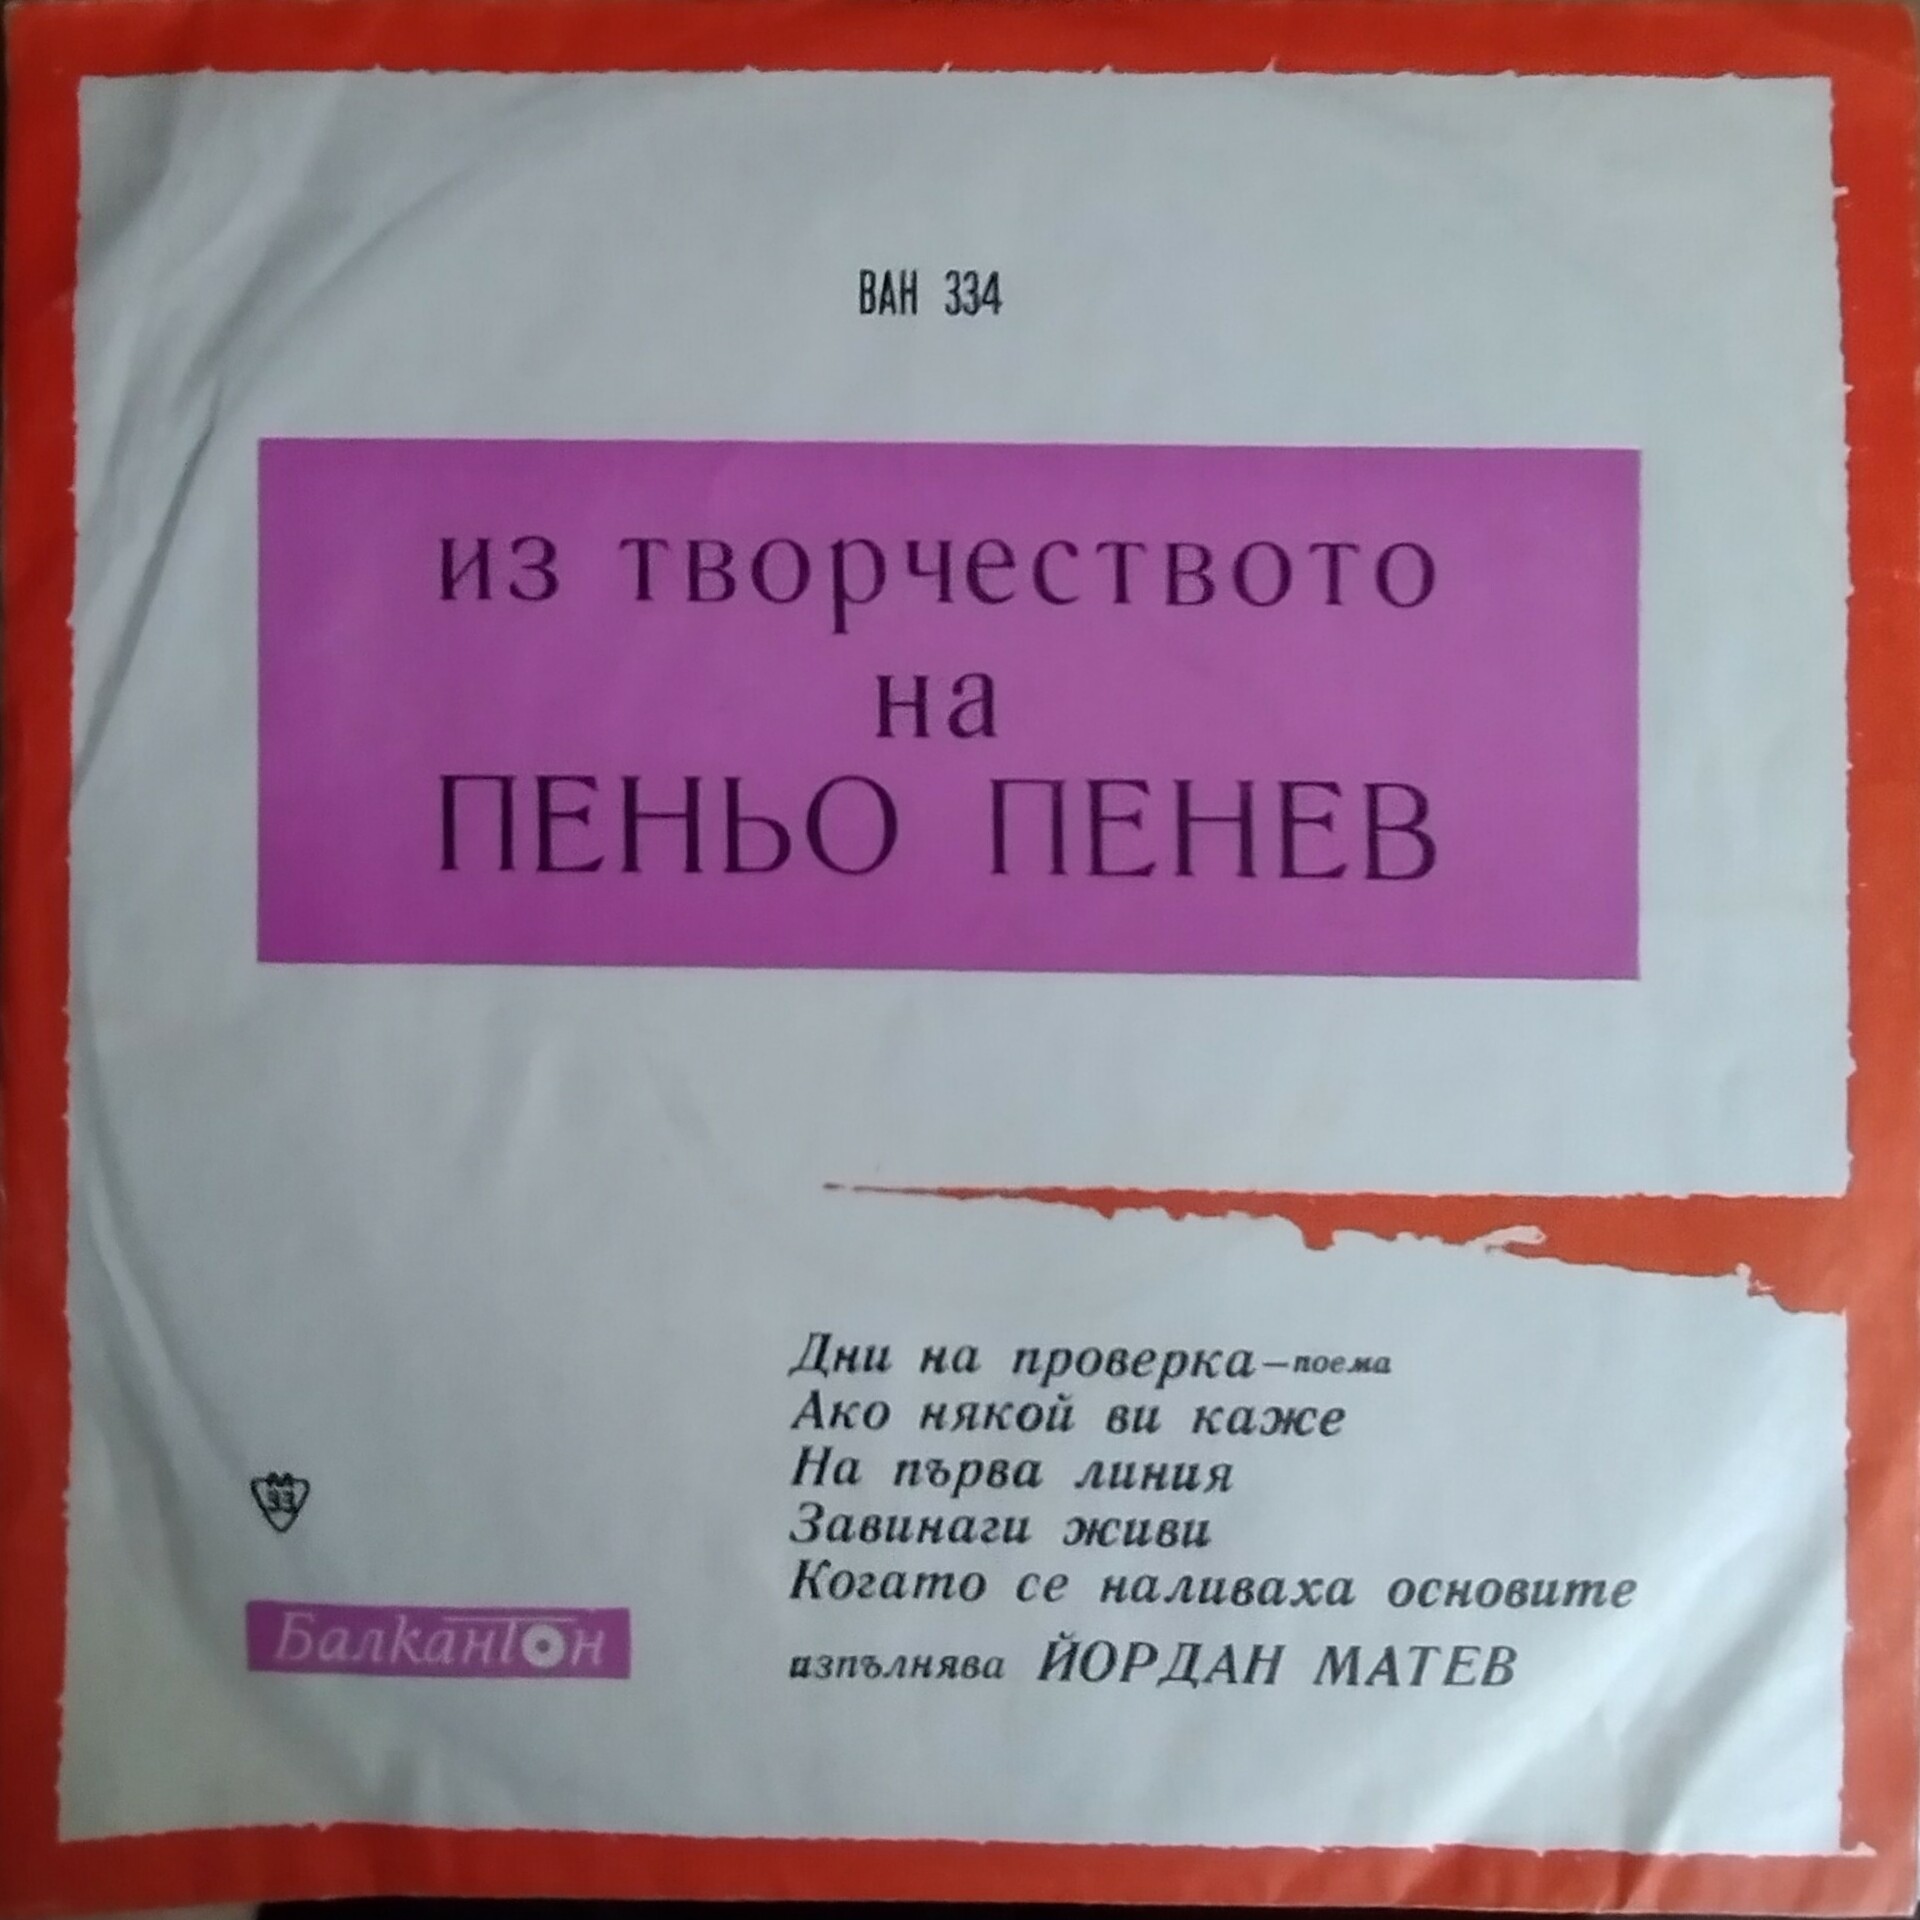 ВАН 334
из творчеството
на
ПЕНЬО ПЕНЕВ
Дни на проверка – поема
Ако някой ви каже
На първа линия
Завинаги живи
Когато се наливаха основите
изпълнява ЙОРДАН МАТЕВ
33
Балкантон